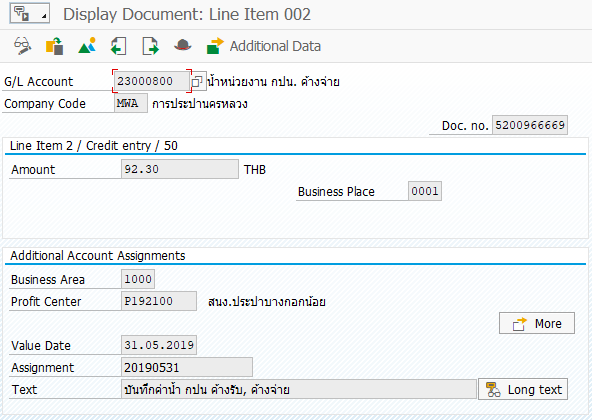 Display Document: Line Item 002
Additional Data
G/L Account 23000800 น้ำหน่วยงาน กปน. ค้างจ่าย
Company Code MWA การประปานครหลวง
Doc. no. 5200966669
Line Item 2 / Credit entry / 50
Amount 92.30 THB
Business Place 0001
Additional Account Assignments
Business Area 1000
Profit Center P192100 สนง.ประปาบางกอกน้อย
More
Value Date 31.05.2019
Assignment 20190531
Text บันทึกค่าน้ำ กปน ค้างรับ, ค้างจ่าย Long text